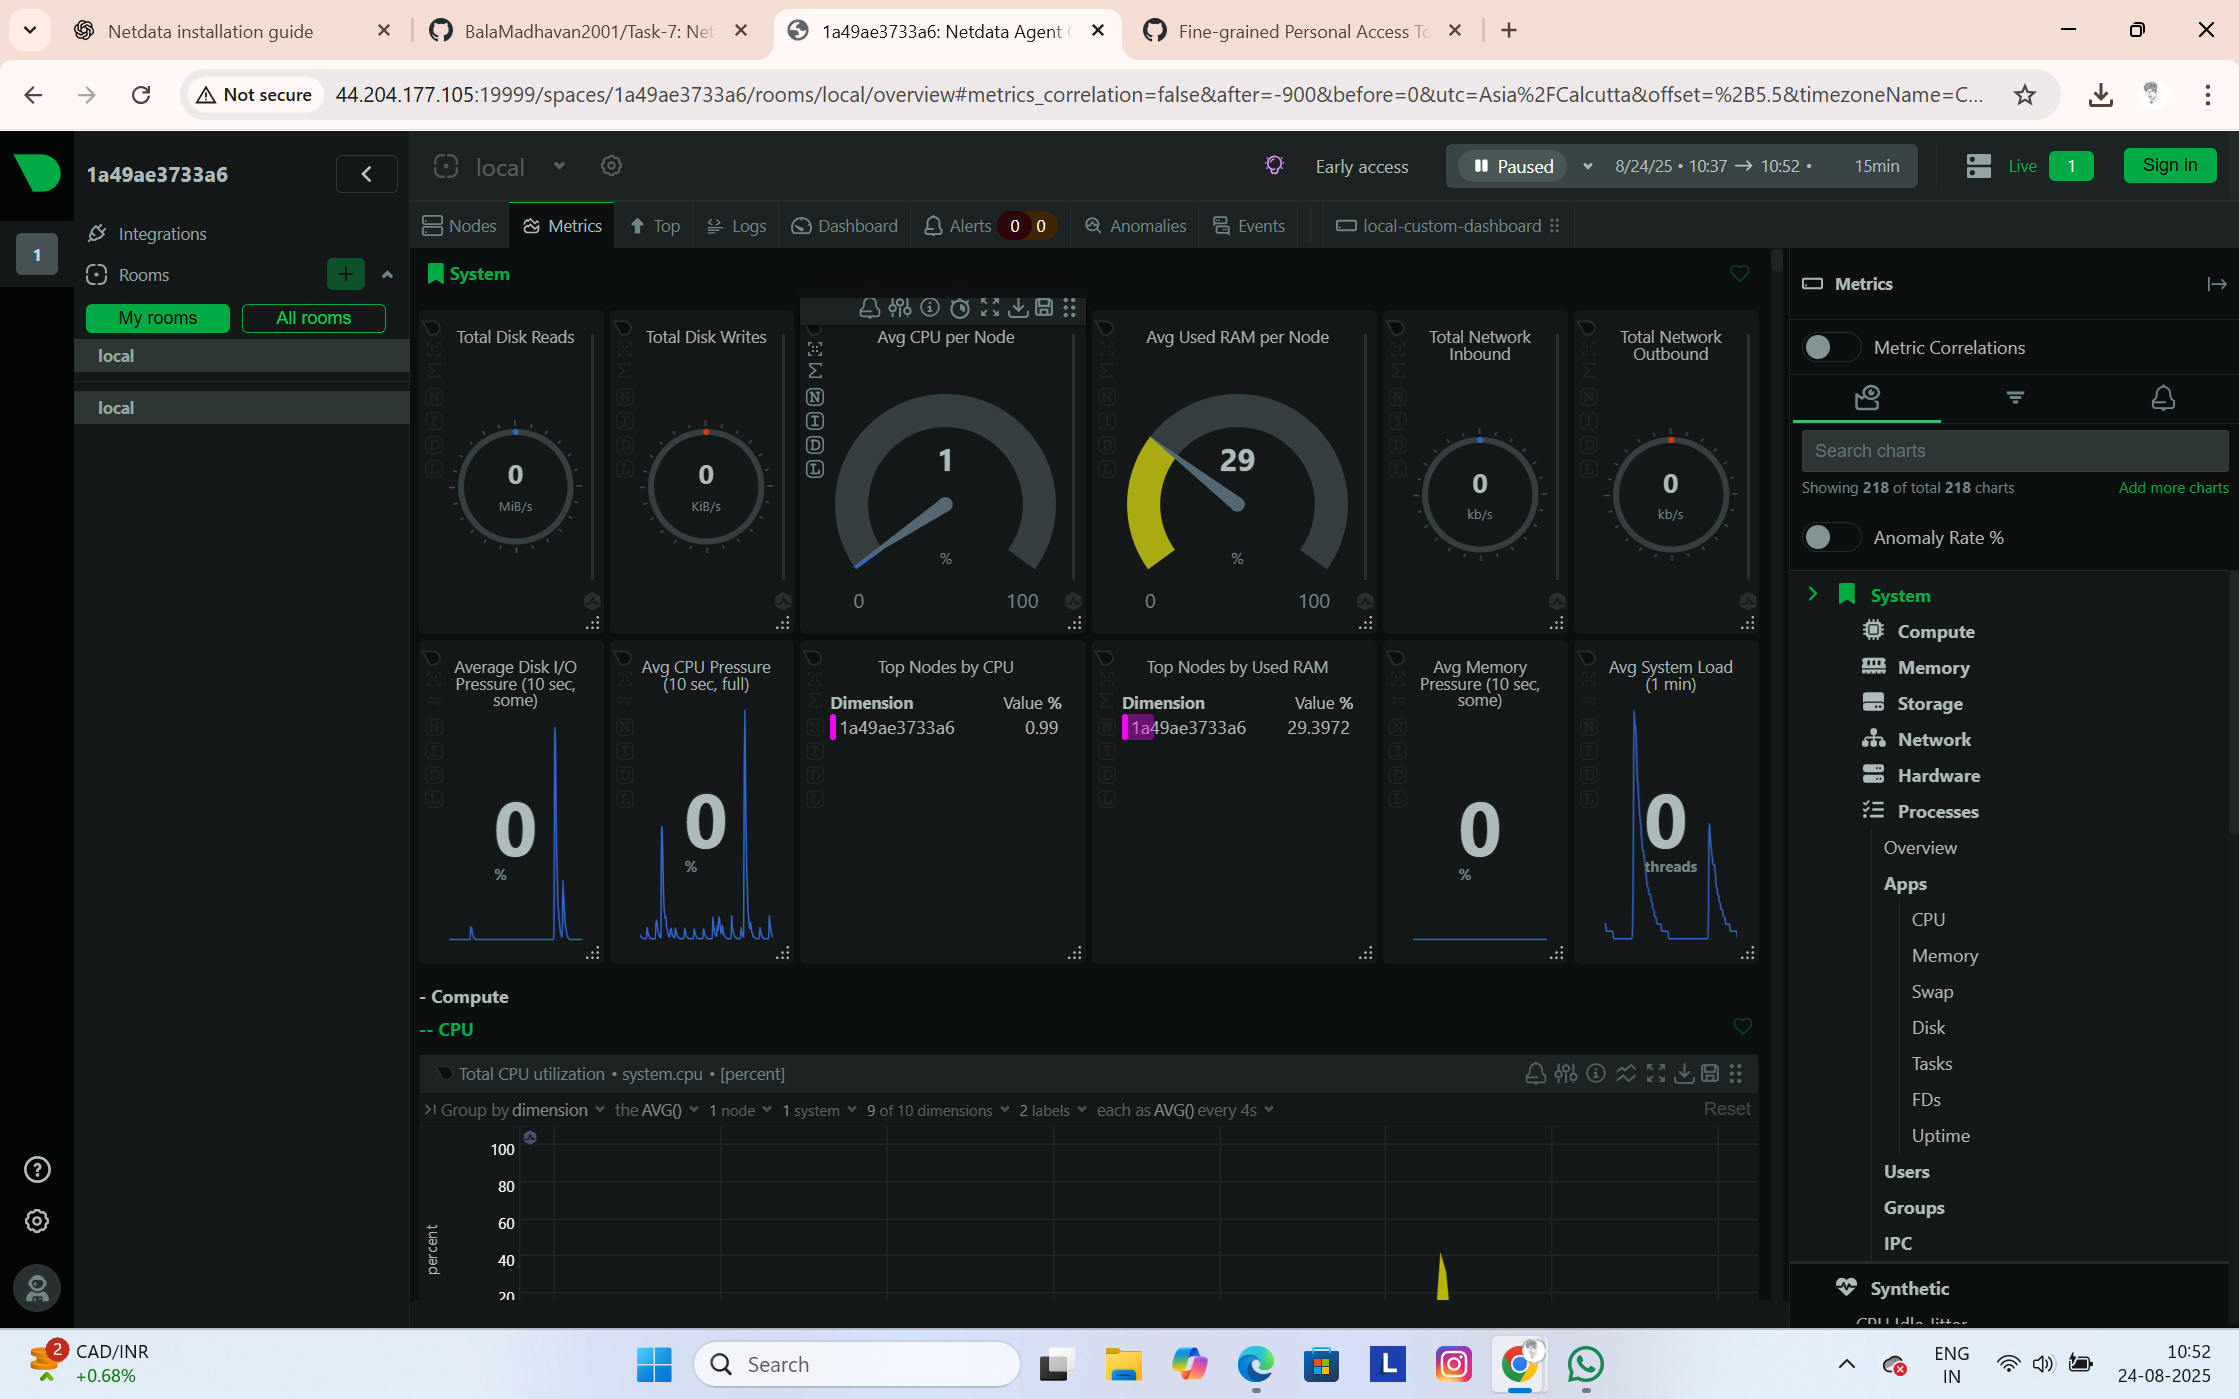 Netdata installation guide
BalaMadhavan2001/Task-7: Net
1a49ae3733a6: Netdata Agent C
Fine-grained Personal Access To
Not secure
44.204.177.105:19999/spaces/1a49ae3733a6/rooms/local/overview#metrics_correlation=false&after=-900&before=0&utc=Asia%2FCalcutta&offset=%2B5.5&timezoneName=C...
1
1a49ae3733a6
Integrations
Rooms
+
My rooms
All rooms
local
local
local
Early access
Paused
8/24/25 • 10:37 → 10:52 •
15min
Live
1
Sign in
Nodes
Metrics
Top
Logs
Dashboard
Alerts
0
0
Anomalies
Events
local-custom-dashboard
System
Total Disk Reads
N
I
D
L
0
MiB/s
Total Disk Writes
N
I
D
L
0
KiB/s
Avg CPU per Node
Σ
N
I
D
L
1
%
0
100
Avg Used RAM per Node
N
I
D
L
29
%
0
100
Total Network
Inbound
N
I
D
L
0
kb/s
Total Network
Outbound
N
I
D
L
0
kb/s
Average Disk I/O
Pressure (10 sec,
some)
N
I
D
L
0
%
Avg CPU Pressure
(10 sec, full)
N
I
D
L
0
%
Top Nodes by CPU
Dimension
Value %
1a49ae3733a6
0.99
N
I
D
L
Top Nodes by Used RAM
Dimension
Value %
1a49ae3733a6
29.3972
N
I
D
L
Avg Memory
Pressure (10 sec,
some)
N
I
D
L
0
%
Avg System Load
(1 min)
N
I
D
L
0
threads
- Compute
-- CPU
Total CPU utilization • system.cpu • [percent]
Group by dimension
the AVG()
1 node
1 system
9 of 10 dimensions
2 labels
each as AVG() every 4s
Reset
100
80
60
40
20
percent
Metrics
Metric Correlations
Search charts
Showing 218 of total 218 charts
Add more charts
Anomaly Rate %
System
Compute
Memory
Storage
Network
Hardware
Processes
Overview
Apps
CPU
Memory
Swap
Disk
Tasks
FDs
Uptime
Users
Groups
IPC
Synthetic
CPU Idle Jitter
2
CAD/INR
+0.68%
Search
L
ENG
IN
10:52
24-08-2025